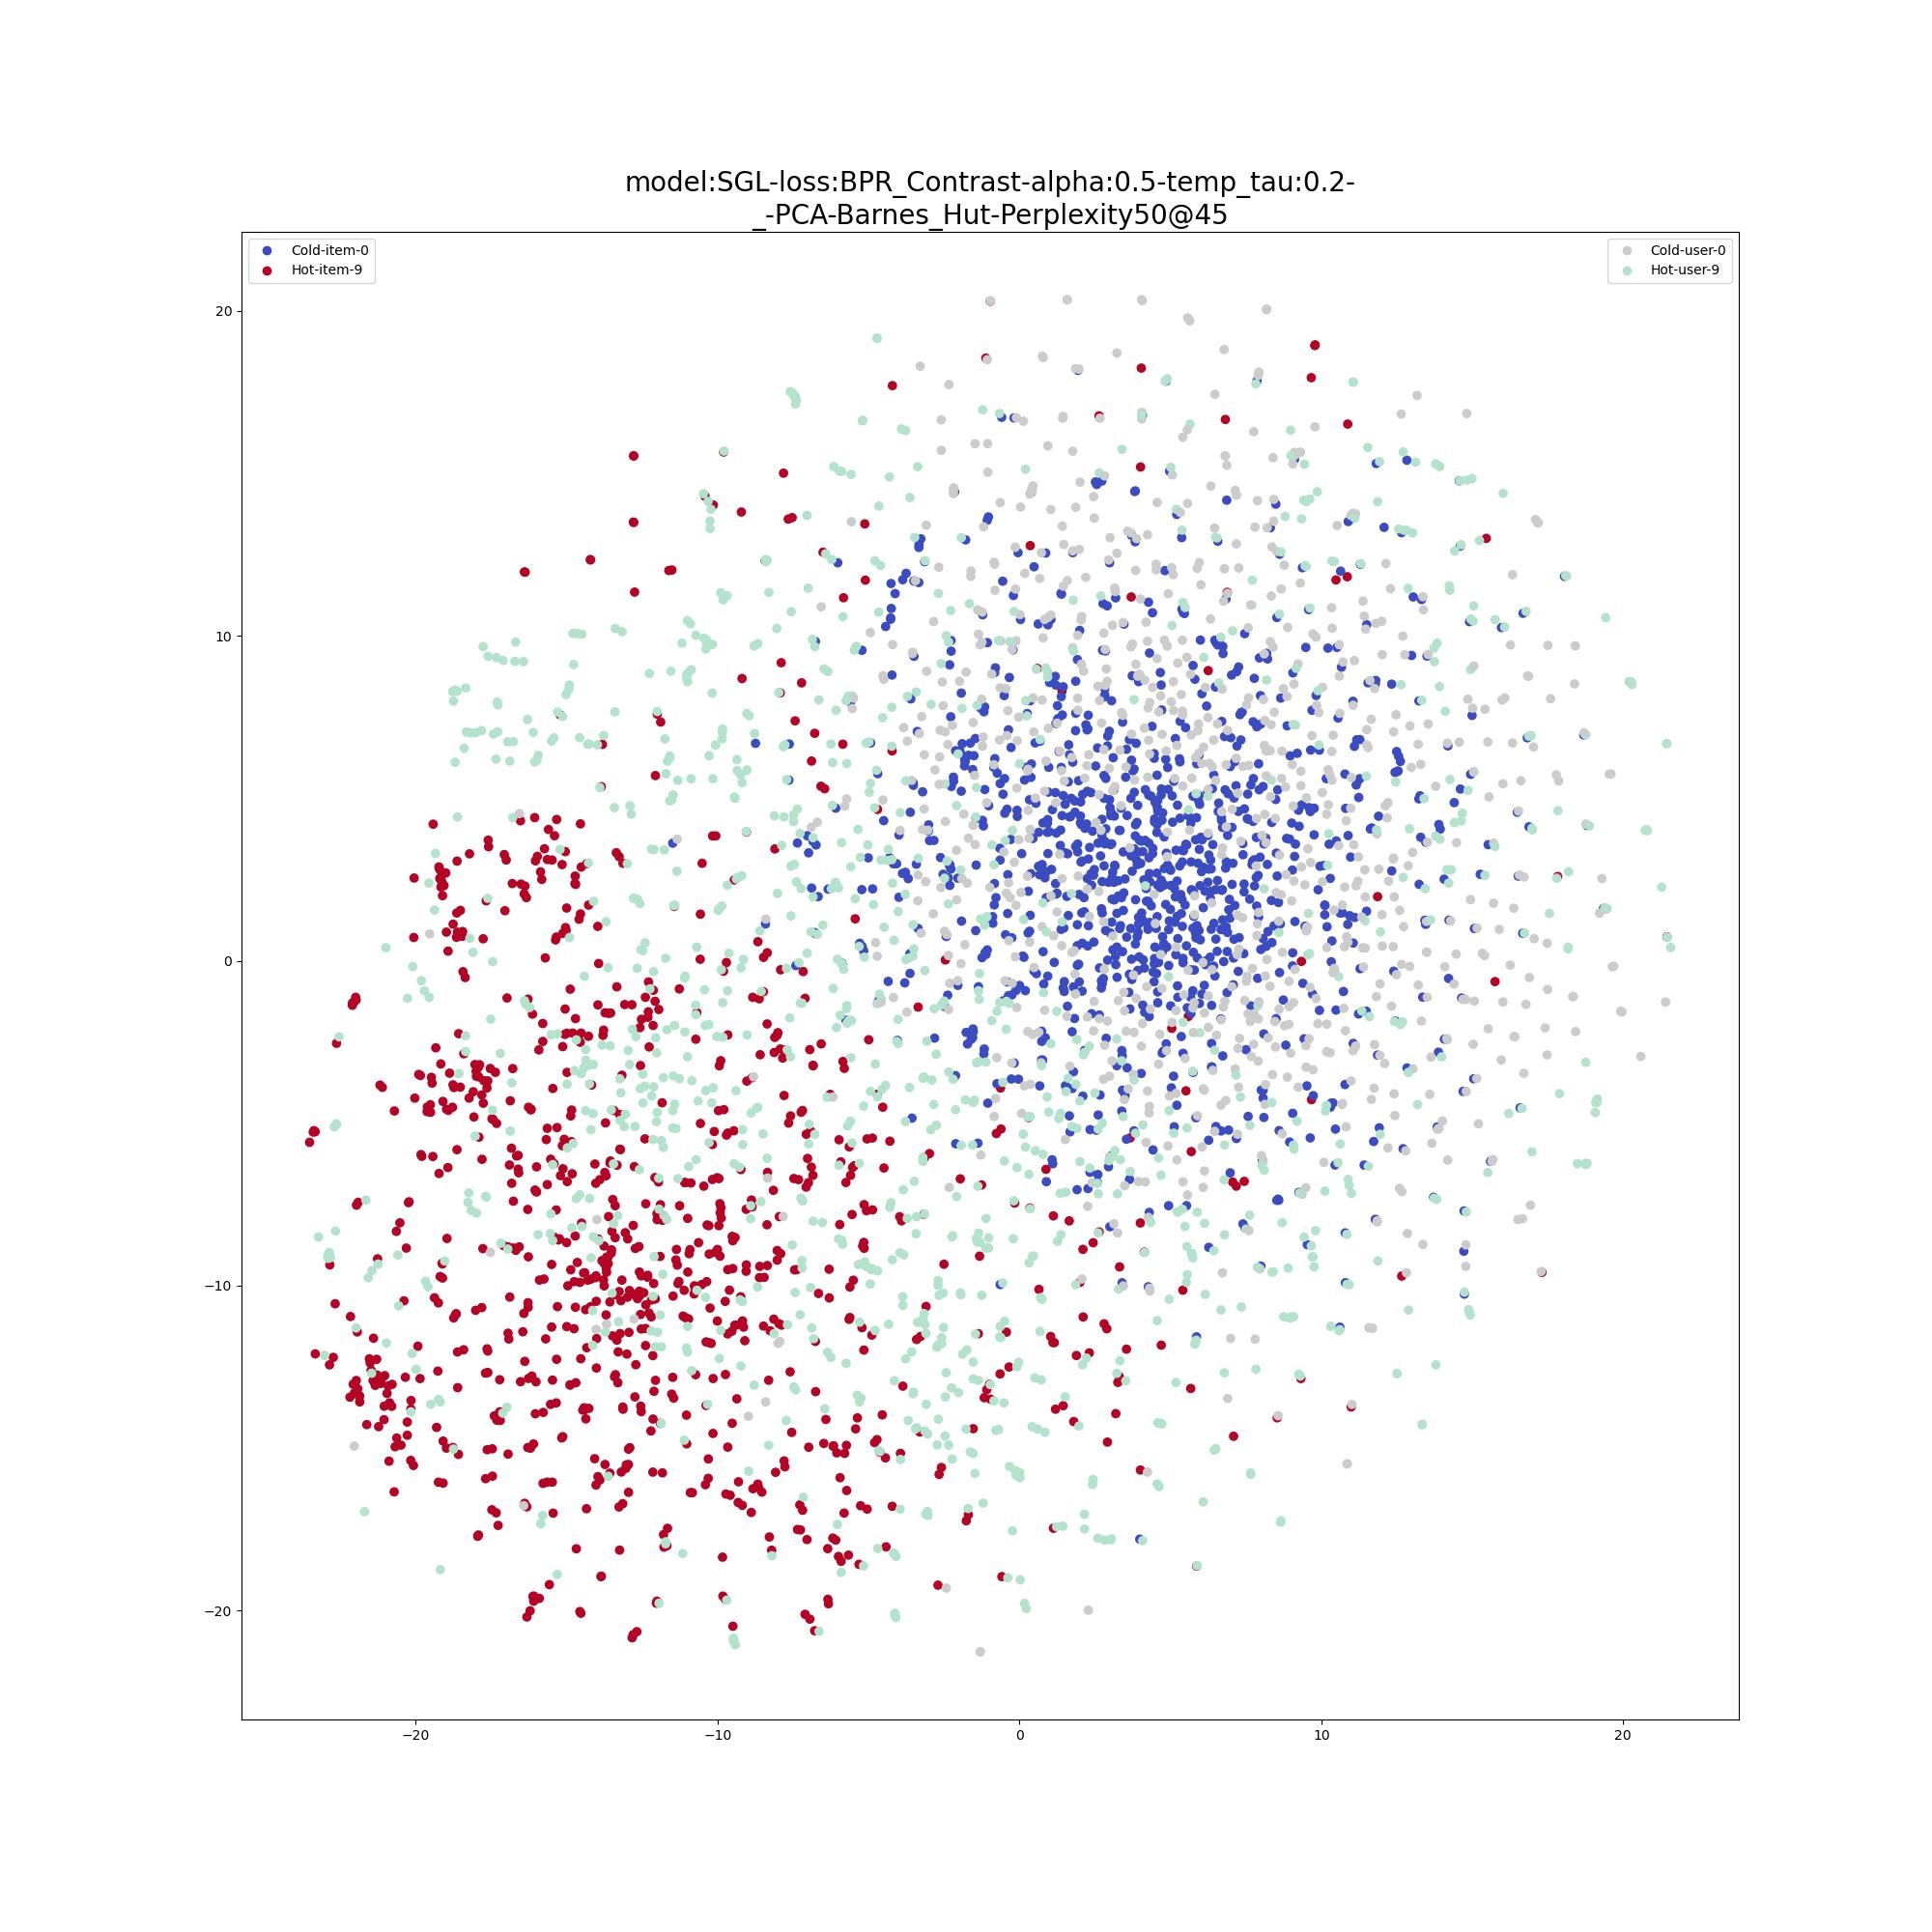 model:SGL-loss:BPR_Contrast-alpha:0.5-temp_tau:0.2-
_-PCA-Barnes_Hut-Perplexity50@45
Cold-item-0
Hot-item-9
Cold-user-0
Hot-user-9
20
10
0
−10
−20
−20
−10
0
10
20